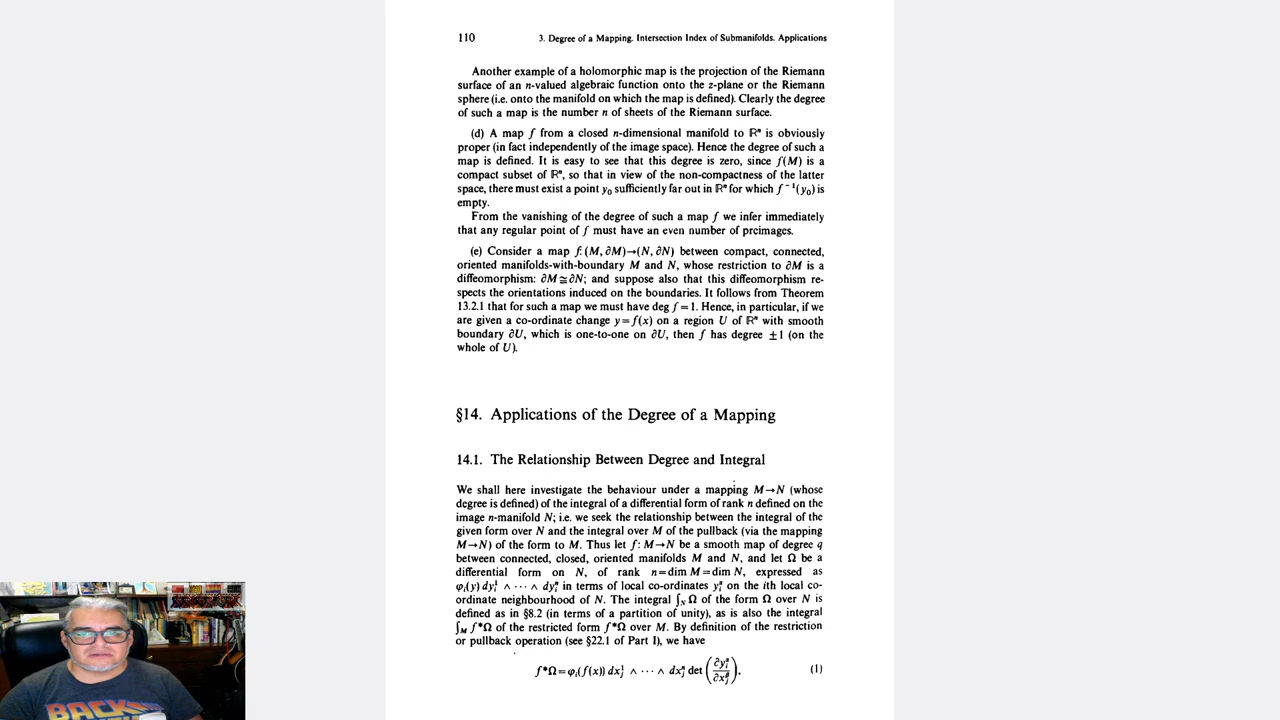 110 3. Degree of a Mapping. Intersection Index of Submanifolds. Applications
Another example of a holomorphic map is the projection of the Riemann
surface of an n-valued algebraic function onto the z-plane or the Riemann
sphere (i.e. onto the manifold on which the map is defined). Clearly the degree
of such a map is the number n of sheets of the Riemann surface.
(d) A map f from a closed n-dimensional manifold to ℝⁿ is obviously
proper (in fact independently of the image space). Hence the degree of such a
map is defined. It is easy to see that this degree is zero, since f(M) is a
compact subset of ℝⁿ, so that in view of the non-compactness of the latter
space, there must exist a point y₀ sufficiently far out in ℝⁿ for which f⁻¹(y₀) is
empty.
From the vanishing of the degree of such a map f we infer immediately
that any regular point of f must have an even number of preimages.
(e) Consider a map f: (M, ∂M)→(N, ∂N) between compact, connected,
oriented manifolds-with-boundary M and N, whose restriction to ∂M is a
diffeomorphism: ∂M≅∂N; and suppose also that this diffeomorphism re-
spects the orientations induced on the boundaries. It follows from Theorem
13.2.1 that for such a map we must have deg f=1. Hence, in particular, if we
are given a co-ordinate change y=f(x) on a region U of ℝⁿ with smooth
boundary ∂U, which is one-to-one on ∂U, then f has degree ±1 (on the
whole of U).
§14. Applications of the Degree of a Mapping
14.1. The Relationship Between Degree and Integral
We shall here investigate the behaviour under a mapping M→N (whose
degree is defined) of the integral of a differential form of rank n defined on the
image n-manifold N; i.e. we seek the relationship between the integral of the
given form over N and the integral over M of the pullback (via the mapping
M→N) of the form to M. Thus let f: M→N be a smooth map of degree q
between connected, closed, oriented manifolds M and N, and let Ω be a
differential form on N, of rank n=dim M=dim N, expressed as
φᵢ(y) dyᵢ¹ ∧ ··· ∧ dyᵢⁿ in terms of local co-ordinates yᵢᵅ on the ith local co-
ordinate neighbourhood of N. The integral ∫_N Ω of the form Ω over N is
defined as in §8.2 (in terms of a partition of unity), as is also the integral
∫_M f*Ω of the restricted form f*Ω over M. By definition of the restriction
or pullback operation (see §22.1 of Part I), we have
f*Ω=φᵢ(f(x)) dxⱼ¹ ∧ ··· ∧ dxⱼⁿ det (∂yᵢᵅ/∂xⱼᵝ), (1)
BACK